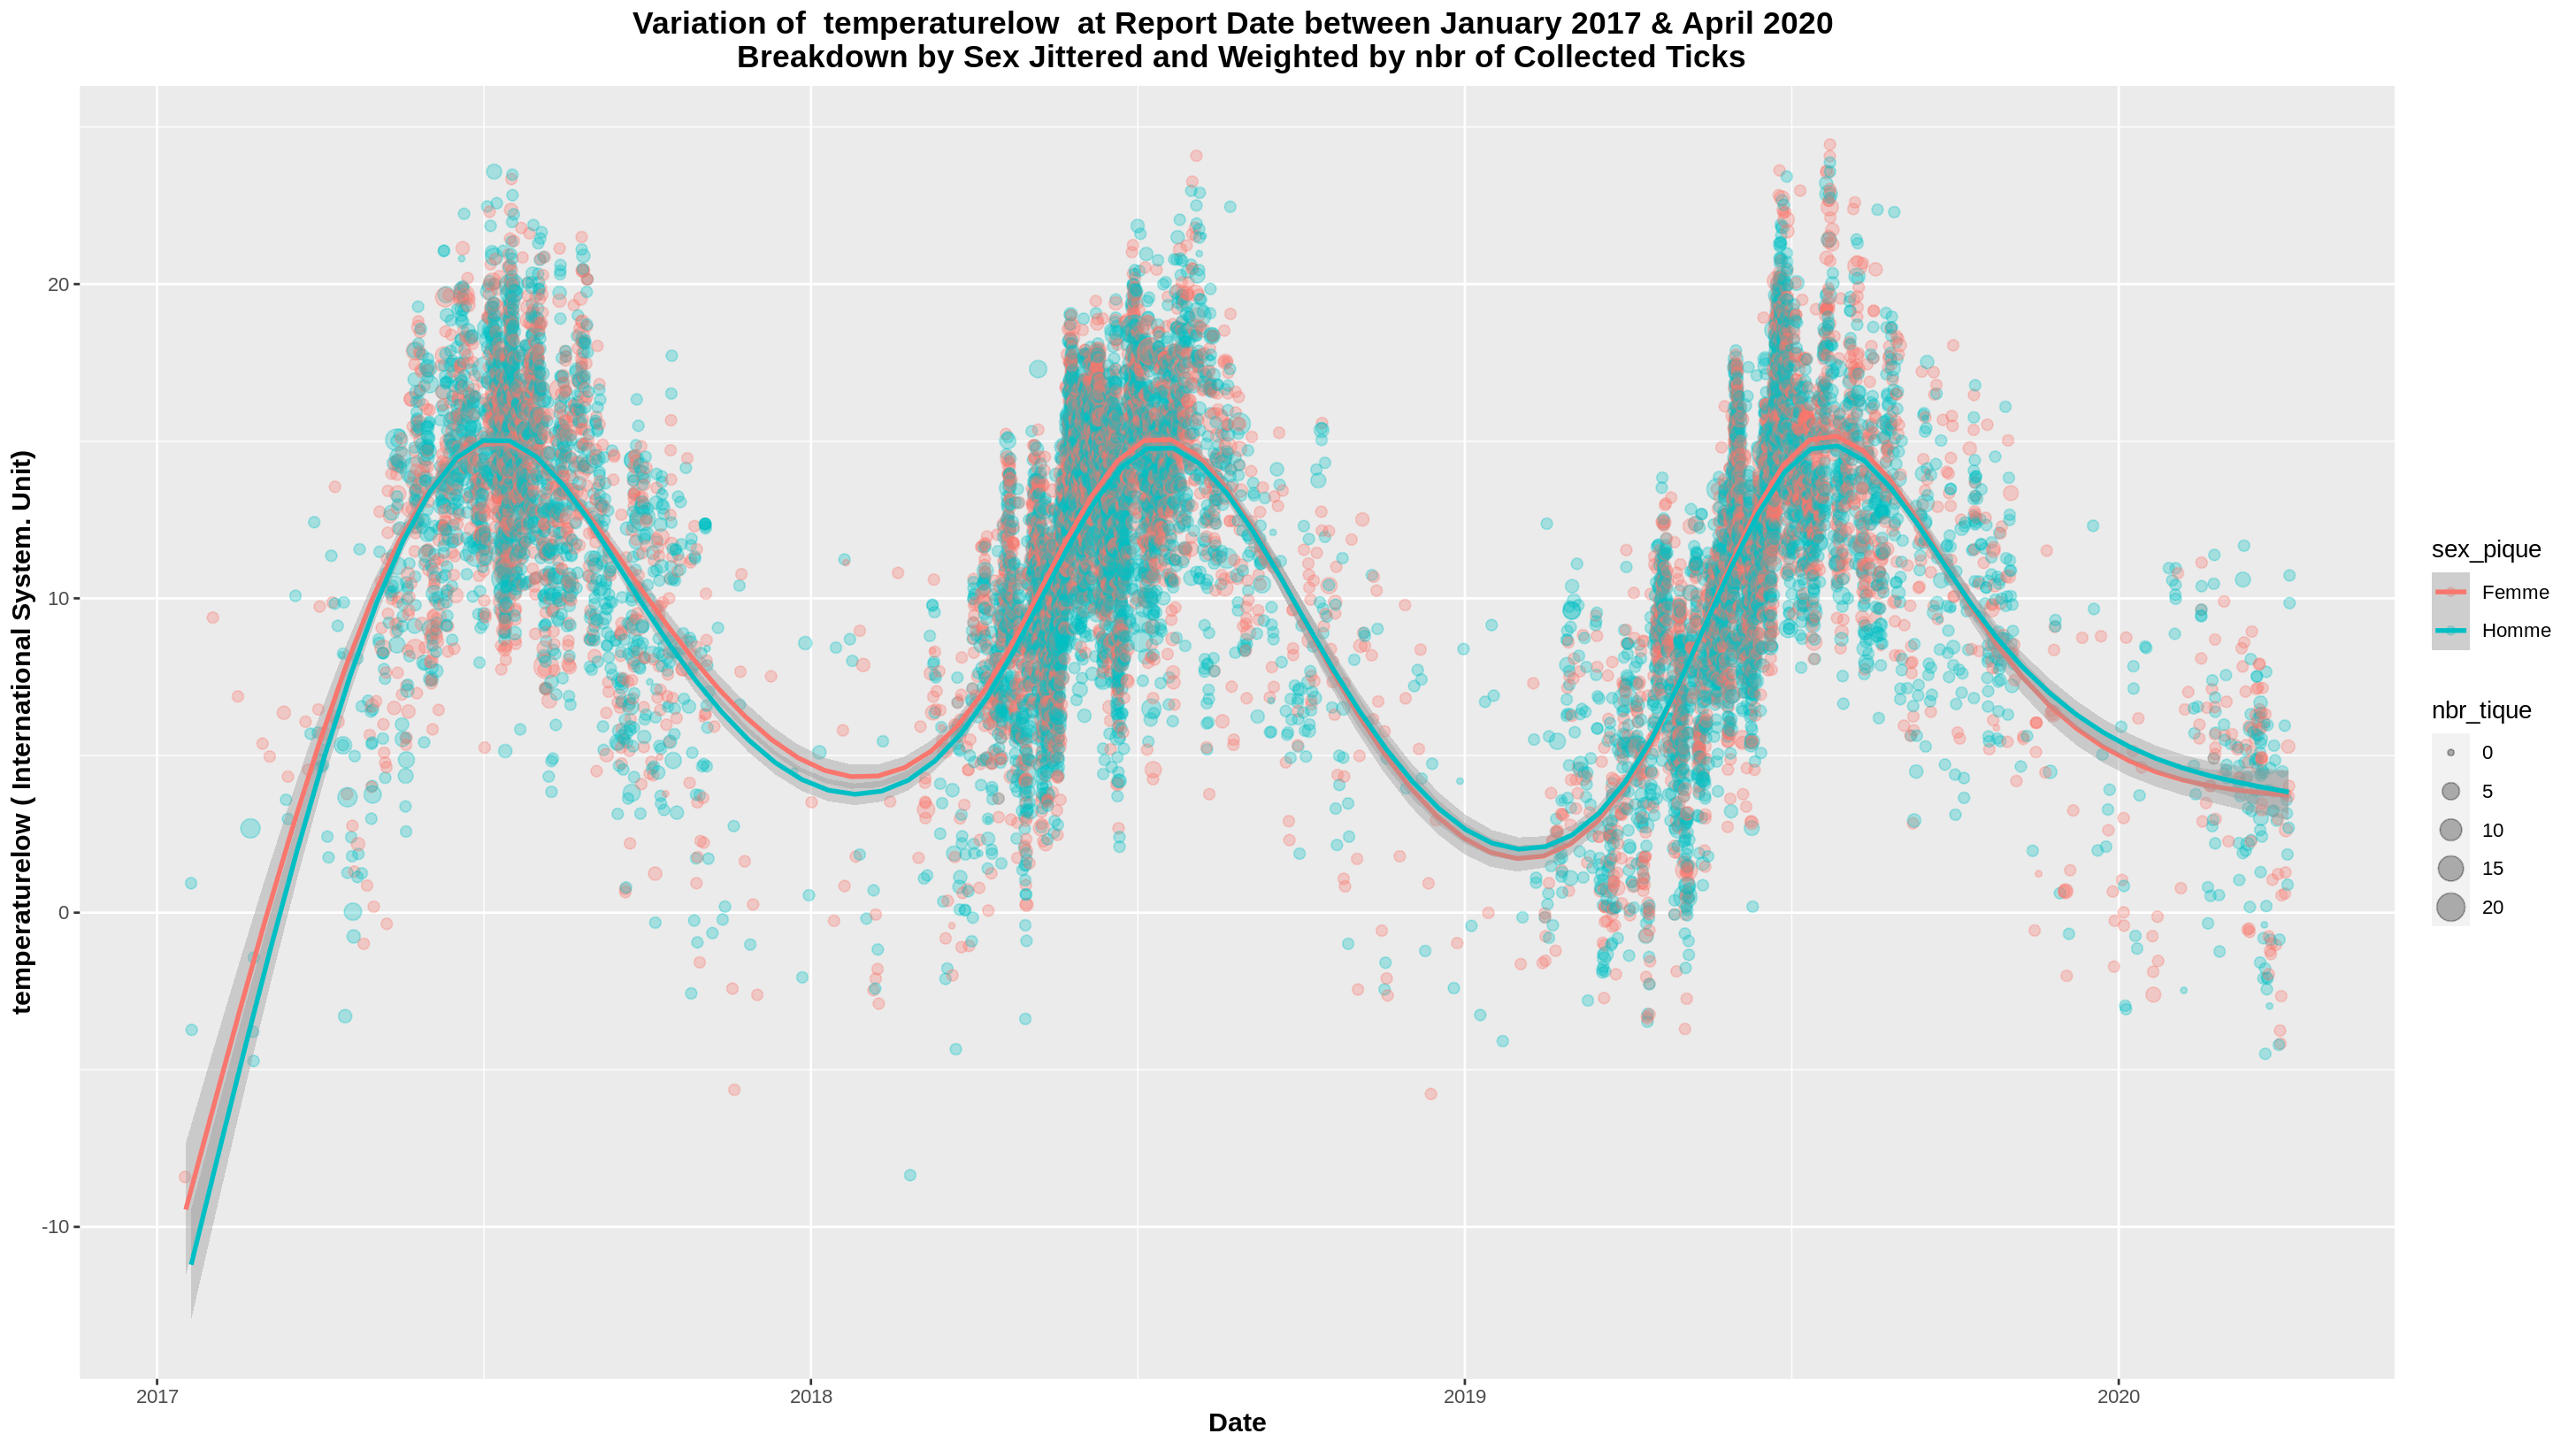 Variation of  temperaturelow  at Report Date between January 2017 & April 2020
Breakdown by Sex Jittered and Weighted by nbr of Collected Ticks
temperaturelow ( International System. Unit)
20
10
0
-10
2017
2018
2019
2020
Date
sex_pique
Femme
Homme
nbr_tique
0
5
10
15
20